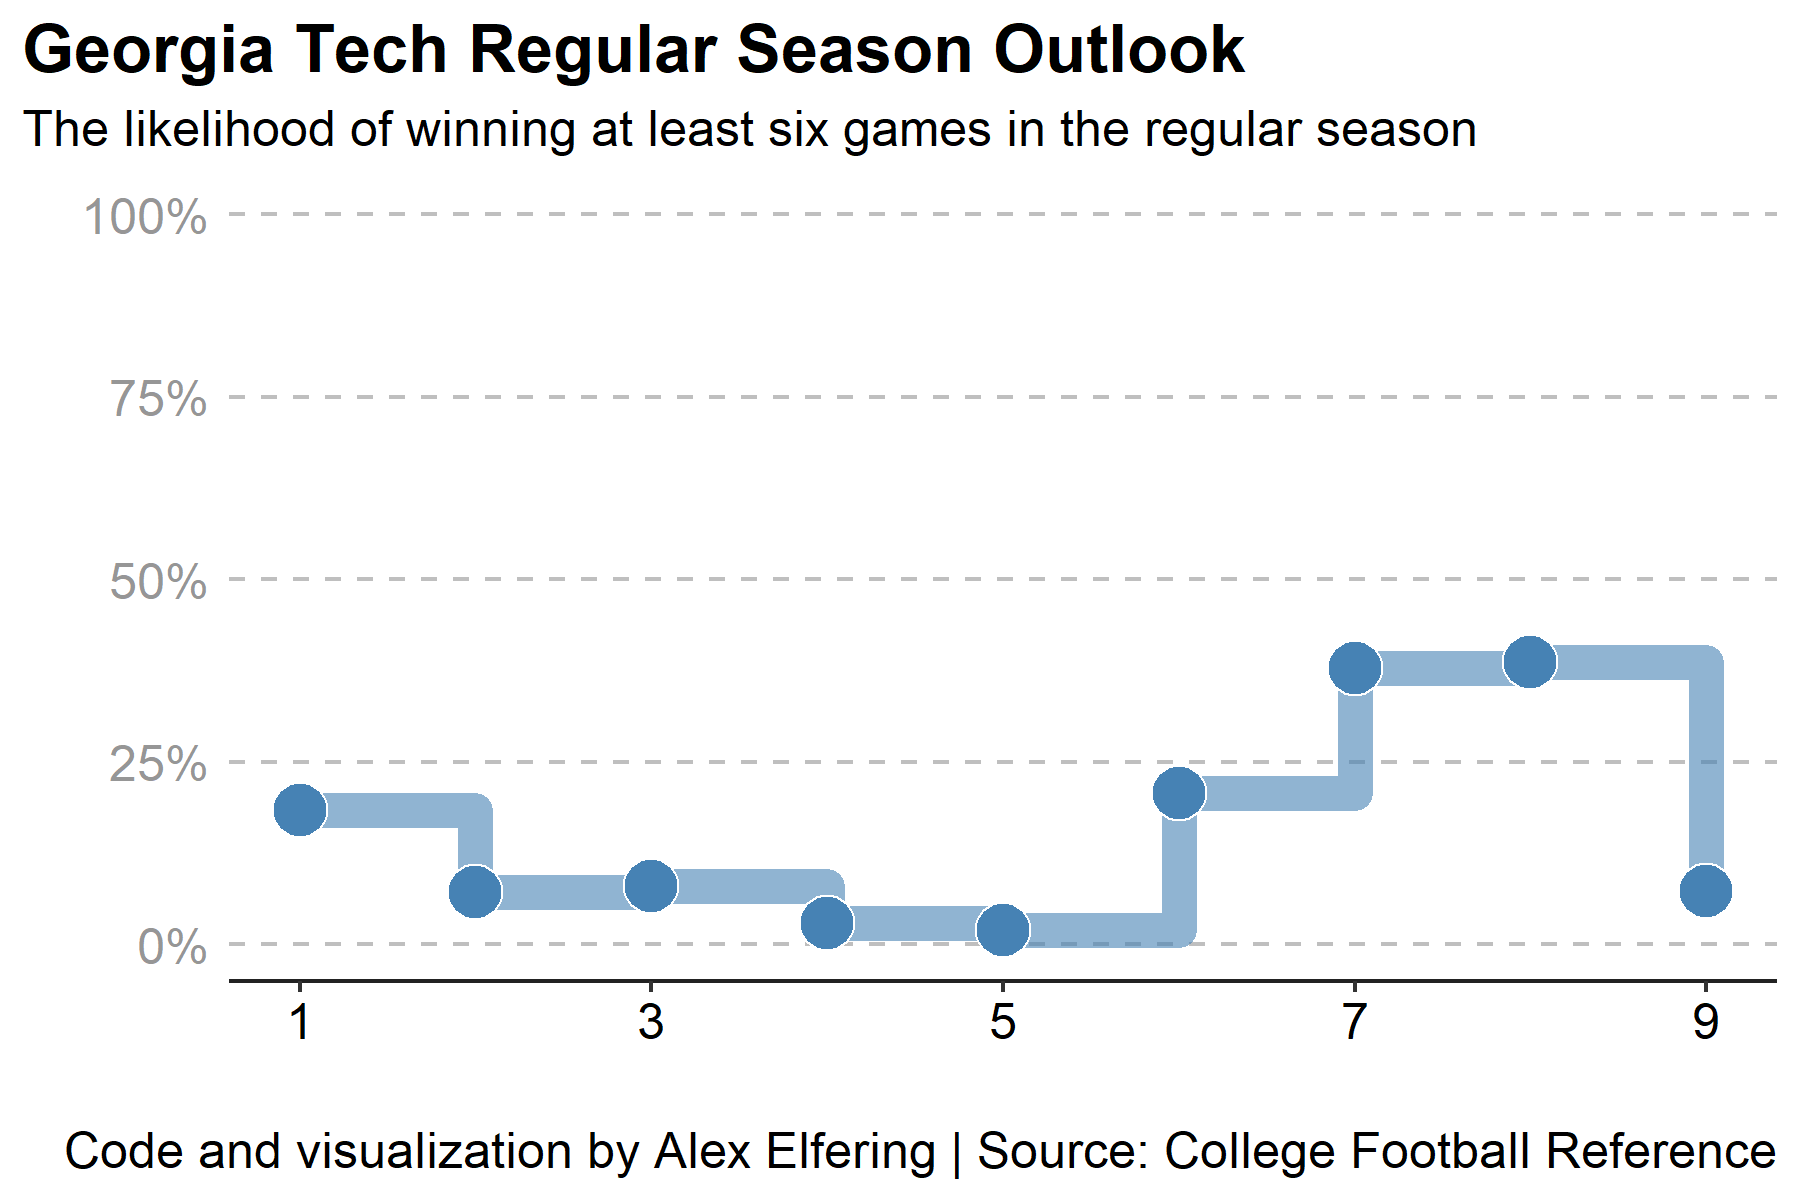 Georgia Tech Regular Season Outlook
The likelihood of winning at least six games in the regular season
100%
75%
50%
25%
0%
1 3 5 7 9
Code and visualization by Alex Elfering | Source: College Football Reference